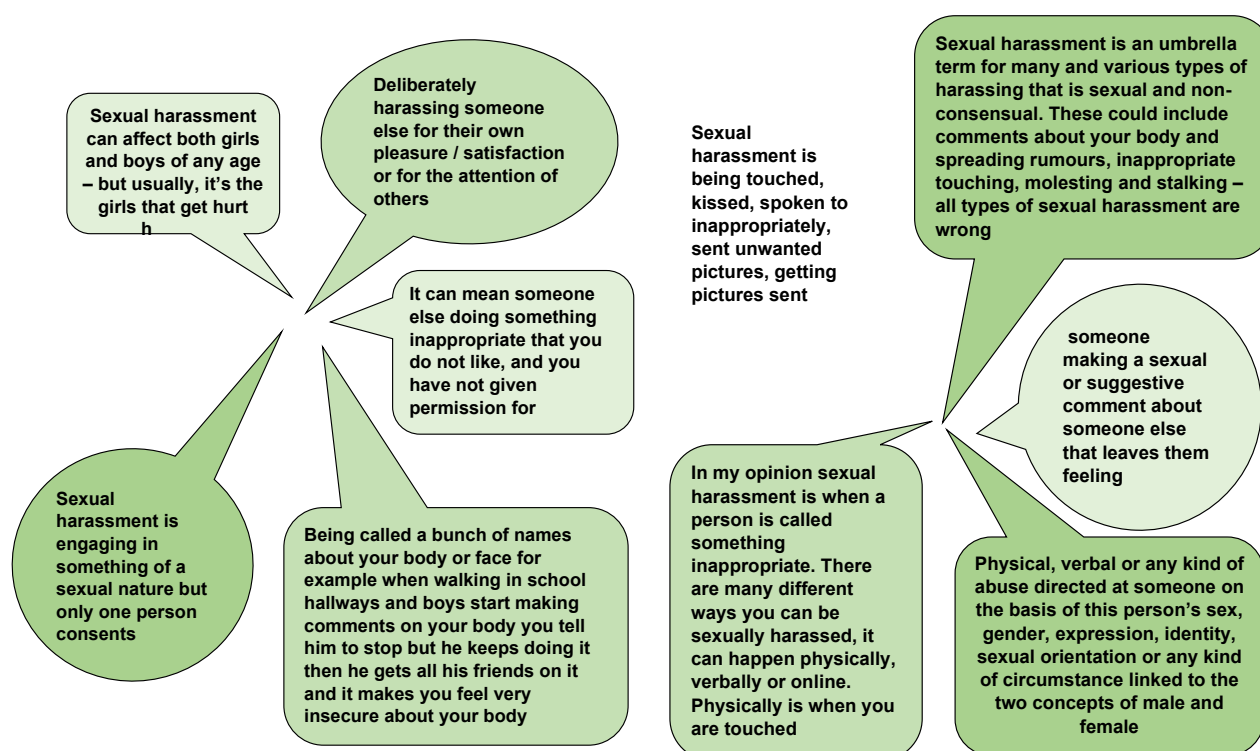 Sexual harassment
can affect both girls
and boys of any age
– but usually, it’s the
girls that get hurt
h
Deliberately
harassing someone
else for their own
pleasure / satisfaction
or for the attention of
others
It can mean someone
else doing something
inappropriate that you
do not like, and you
have not given
permission for
Sexual
harassment is
engaging in
something of a
sexual nature but
only one person
consents
Being called a bunch of names
about your body or face for
example when walking in school
hallways and boys start making
comments on your body you tell
him to stop but he keeps doing it
then he gets all his friends on it
and it makes you feel very
insecure about your body
Sexual
harassment is
being touched,
kissed, spoken to
inappropriately,
sent unwanted
pictures, getting
pictures sent
Sexual harassment is an umbrella
term for many and various types of
harassing that is sexual and non-
consensual. These could include
comments about your body and
spreading rumours, inappropriate
touching, molesting and stalking –
all types of sexual harassment are
wrong
someone
making a sexual
or suggestive
comment about
someone else
that leaves them
feeling
In my opinion sexual
harassment is when a
person is called
something
inappropriate. There
are many different
ways you can be
sexually harassed, it
can happen physically,
verbally or online.
Physically is when you
are touched
Physical, verbal or any kind of
abuse directed at someone on
the basis of this person’s sex,
gender, expression, identity,
sexual orientation or any kind
of circumstance linked to the
two concepts of male and
female